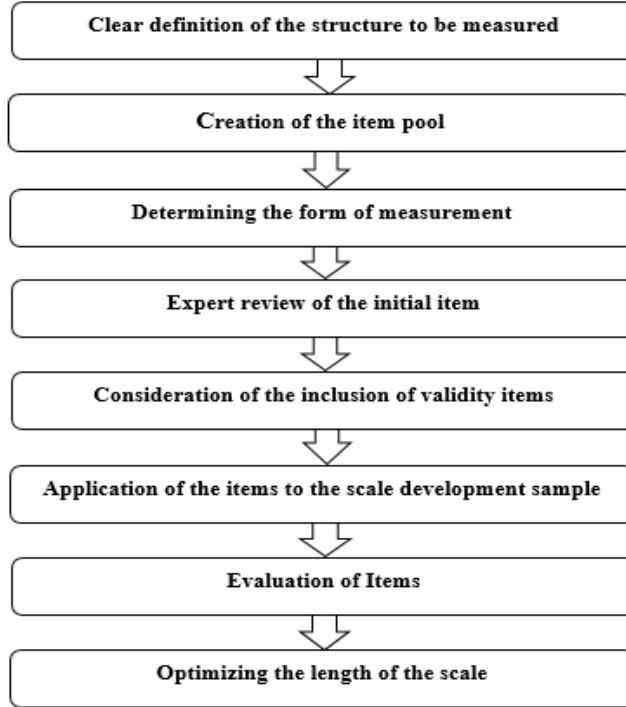 Clear definition of the structure to be measured
Creation of the item pool
Determining the form of measurement
Expert review of the initial item
Consideration of the inclusion of validity items
Application of the items to the scale development sample
Evaluation of Items
Optimizing the length of the scale